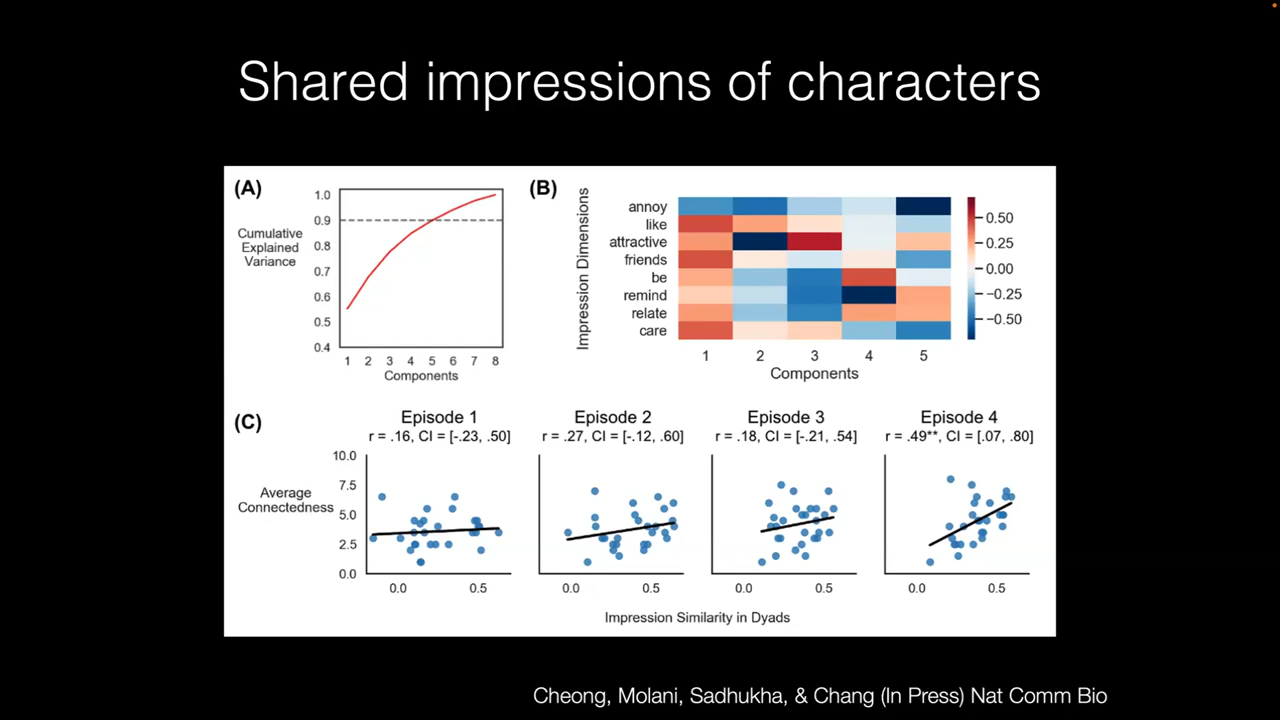 Shared impressions of characters
(A)
Cumulative
Explained
Variance
1.0
0.9
0.8
0.7
0.6
0.5
0.4
1 2 3 4 5 6 7 8
Components
(B)
Impression Dimensions
annoy
like
attractive
friends
be
remind
relate
care
1 2 3 4 5
Components
0.50
0.25
0.00
−0.25
−0.50
(C)
Average
Connectedness
10.0
7.5
5.0
2.5
0.0
Episode 1
r = .16, CI = [-.23, .50]
0.0 0.5
Episode 2
r = .27, CI = [-.12, .60]
0.0 0.5
Episode 3
r = .18, CI = [-.21, .54]
0.0 0.5
Episode 4
r = .49**, CI = [.07, .80]
0.0 0.5
Impression Similarity in Dyads
Cheong, Molani, Sadhukha, & Chang (In Press) Nat Comm Bio